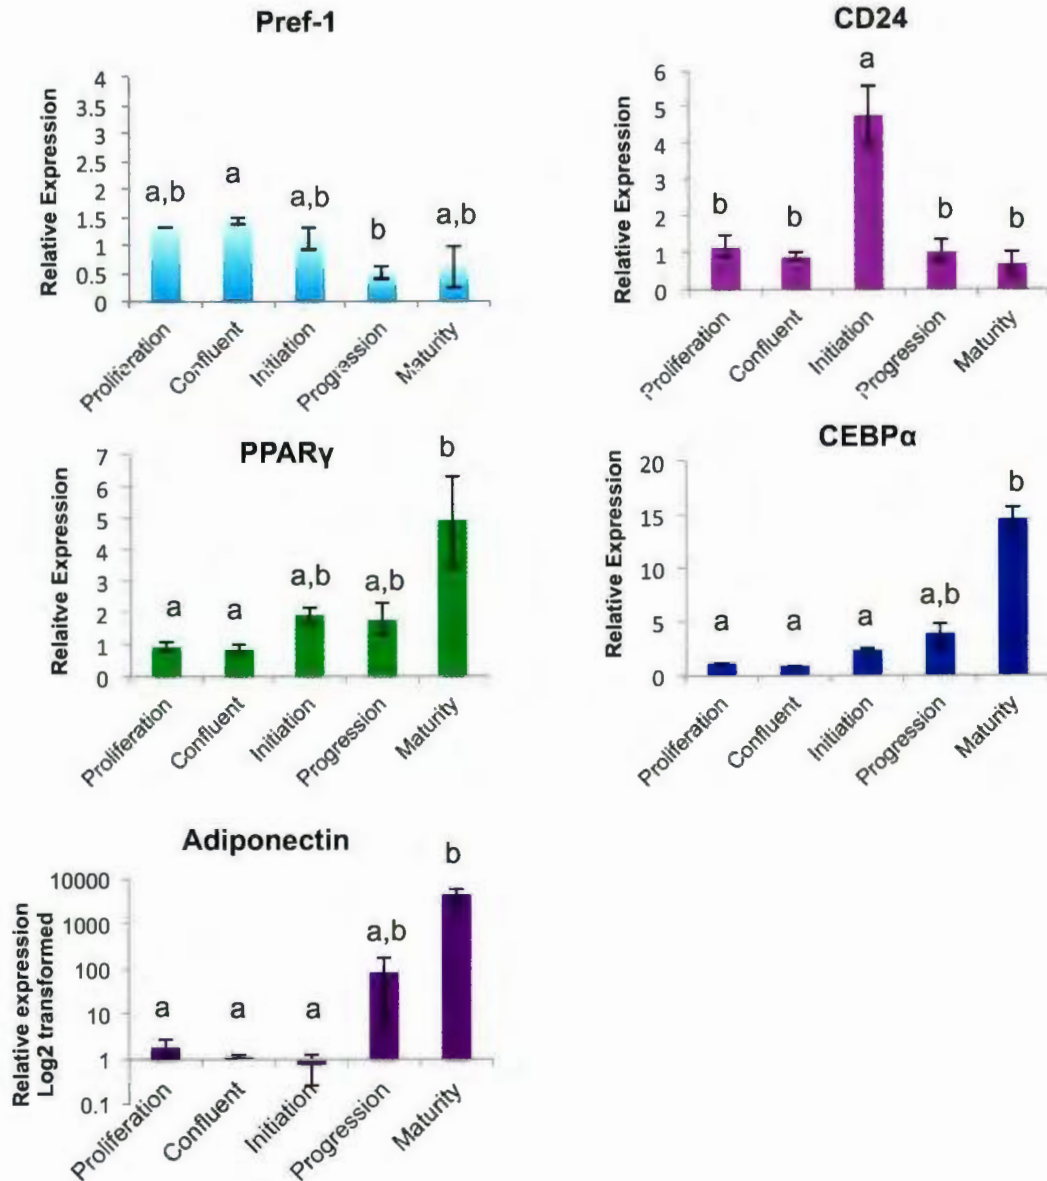 Pref-1
Relative Expression
4
3.5
3
2.5
2
1.5
1
0.5
0
a,b
a
a,b
b
a,b
Proliferation
Confluent
Initiation
Progression
Maturity
CD24
Relative Expression
6
5
4
3
2
1
0
b
b
a
b
b
Proliferation
Confluent
Initiation
Progression
Maturity
PPARγ
Relaitve Expression
7
6
5
4
3
2
1
0
a
a
a,b
a,b
b
Proliferation
Confluent
Initiation
Progression
Maturity
CEBPα
Relative Expression
20
15
10
5
0
a
a
a
a,b
b
Proliferation
Confluent
Initiation
Progression
Maturity
Adiponectin
Relative expression
Log2 transformed
10000
1000
100
10
1
0.1
a
a
a
a,b
b
Proliferation
Confluent
Initiation
Progression
Maturity